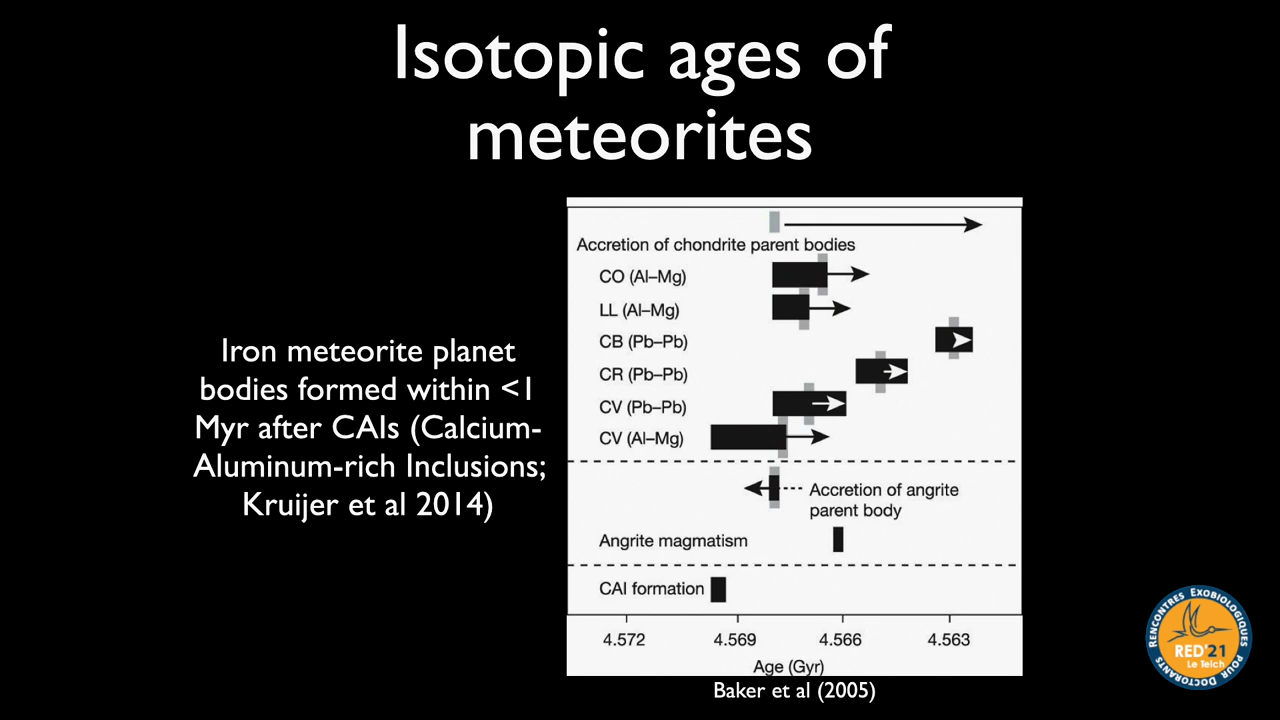 Isotopic ages of
meteorites
Iron meteorite planet
bodies formed within <1
Myr after CAIs (Calcium-
Aluminum-rich Inclusions;
Kruijer et al 2014)
Accretion of chondrite parent bodies
CO (Al–Mg)
LL (Al–Mg)
CB (Pb–Pb)
CR (Pb–Pb)
CV (Pb–Pb)
CV (Al–Mg)
Accretion of angrite
parent body
Angrite magmatism
CAI formation
4.572 4.569 4.566 4.563
Age (Gyr)
Baker et al (2005)
RENCONTRES EXOBIOLOGIQUES POUR DOCTORANTS
RED'21
Le Teich